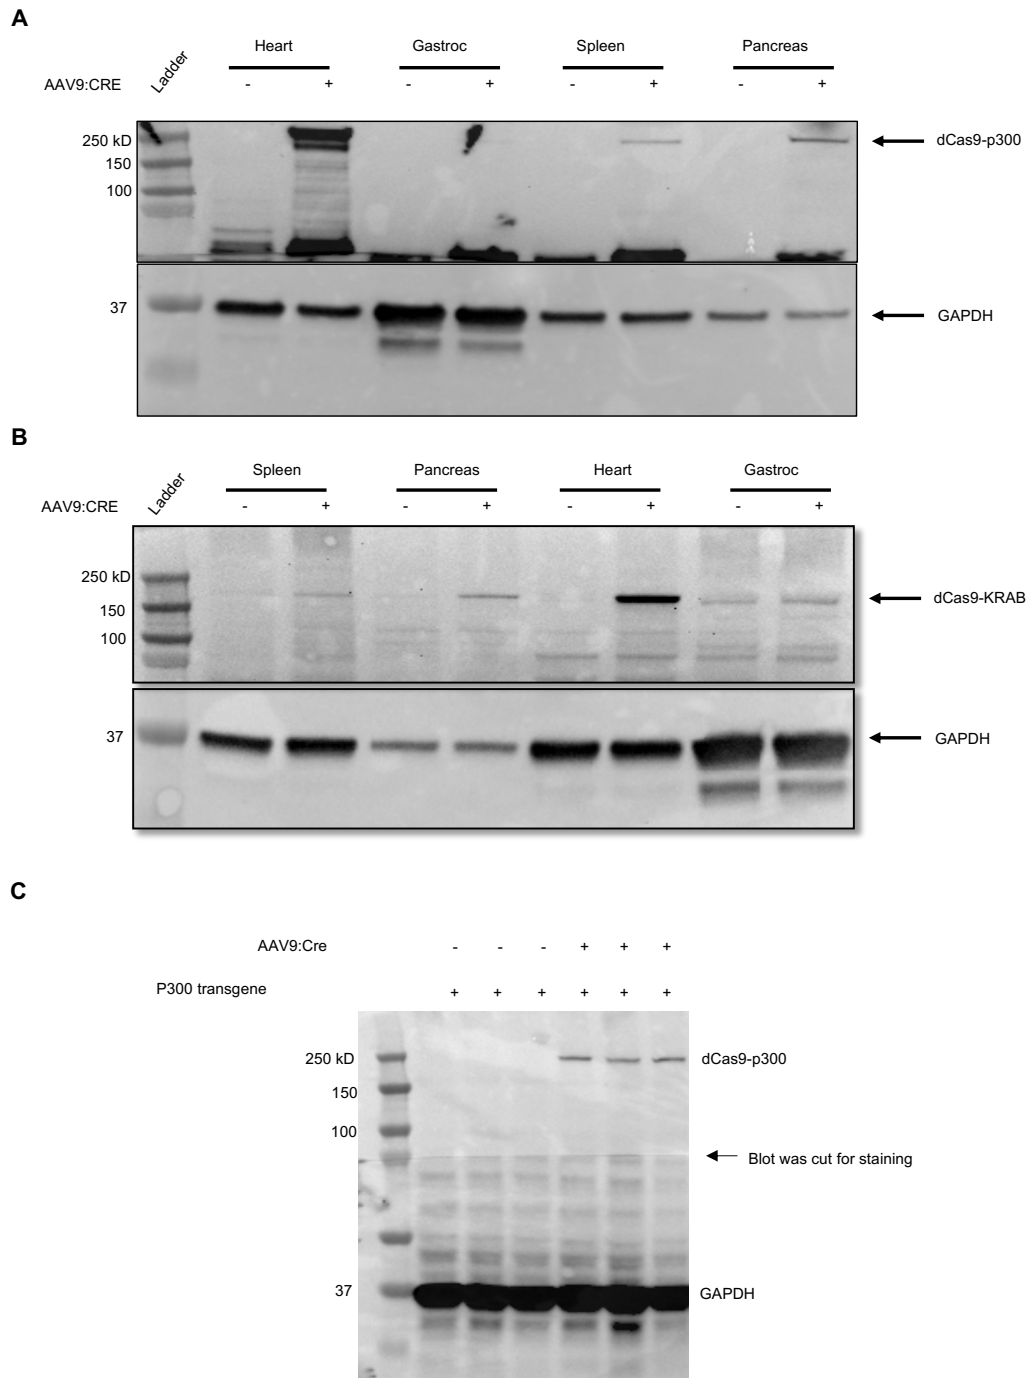 A
Ladder
Heart Gastroc Spleen Pancreas
AAV9:CRE - + - + - + - +
250 kD
dCas9-p300
150
100
37
GAPDH
B
Ladder
Spleen Pancreas Heart Gastroc
AAV9:CRE - + - + - + - +
250 kD
dCas9-KRAB
150
100
37
GAPDH
C
AAV9:Cre - - - + + +
P300 transgene + + + + + +
250 kD
dCas9-p300
150
100
Blot was cut for staining
37
GAPDH